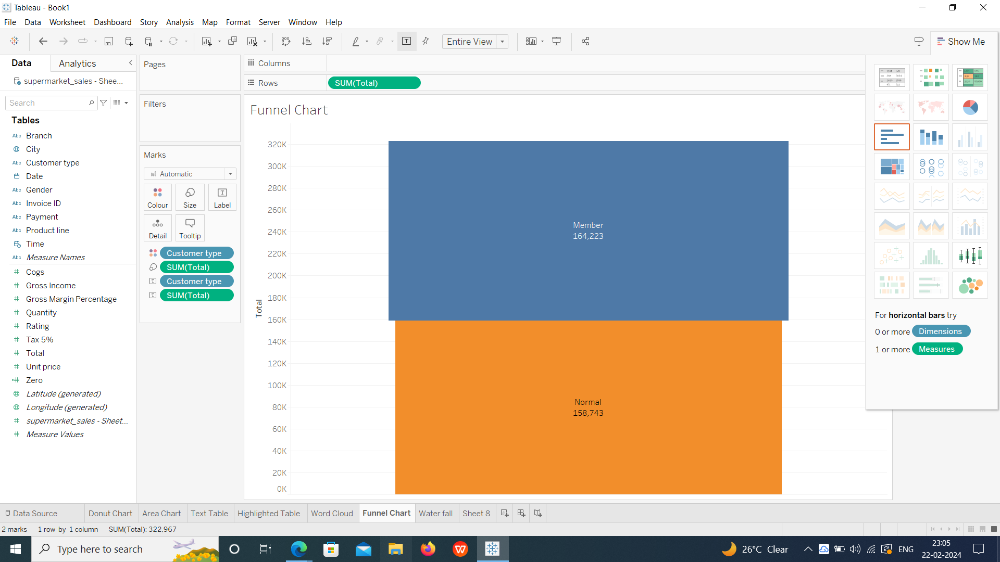 Tableau - Book1
File Data Worksheet Dashboard Story Analysis Map Format Server Window Help
Entire View
Show Me
Data Analytics
supermarket_sales - Shee...
Search
Tables
Abc Branch
City
Abc Customer type
Date
Abc Gender
Abc Invoice ID
Abc Payment
Abc Product line
Time
Abc Measure Names
Cogs
Gross Income
Gross Margin Percentage
Quantity
Rating
Tax 5%
Total
Unit price
Zero
Latitude (generated)
Longitude (generated)
supermarket_sales - Sheet...
Measure Values
Pages
Filters
Marks
Automatic
Colour Size Label
Detail Tooltip
Customer type
SUM(Total)
Customer type
SUM(Total)
Columns
Rows SUM(Total)
Funnel Chart
Total
320K
300K
280K
260K
240K
220K
200K
180K
160K
140K
120K
100K
80K
60K
40K
20K
0K
Member
164,223
Normal
158,743
For horizontal bars try
0 or more Dimensions
1 or more Measures
Data Source Donut Chart Area Chart Text Table Highlighted Table Word Cloud Funnel Chart Water fall Sheet 8
2 marks 1 row by 1 column SUM(Total): 322,967
Type here to search
26°C Clear
ENG
23:05
22-02-2024